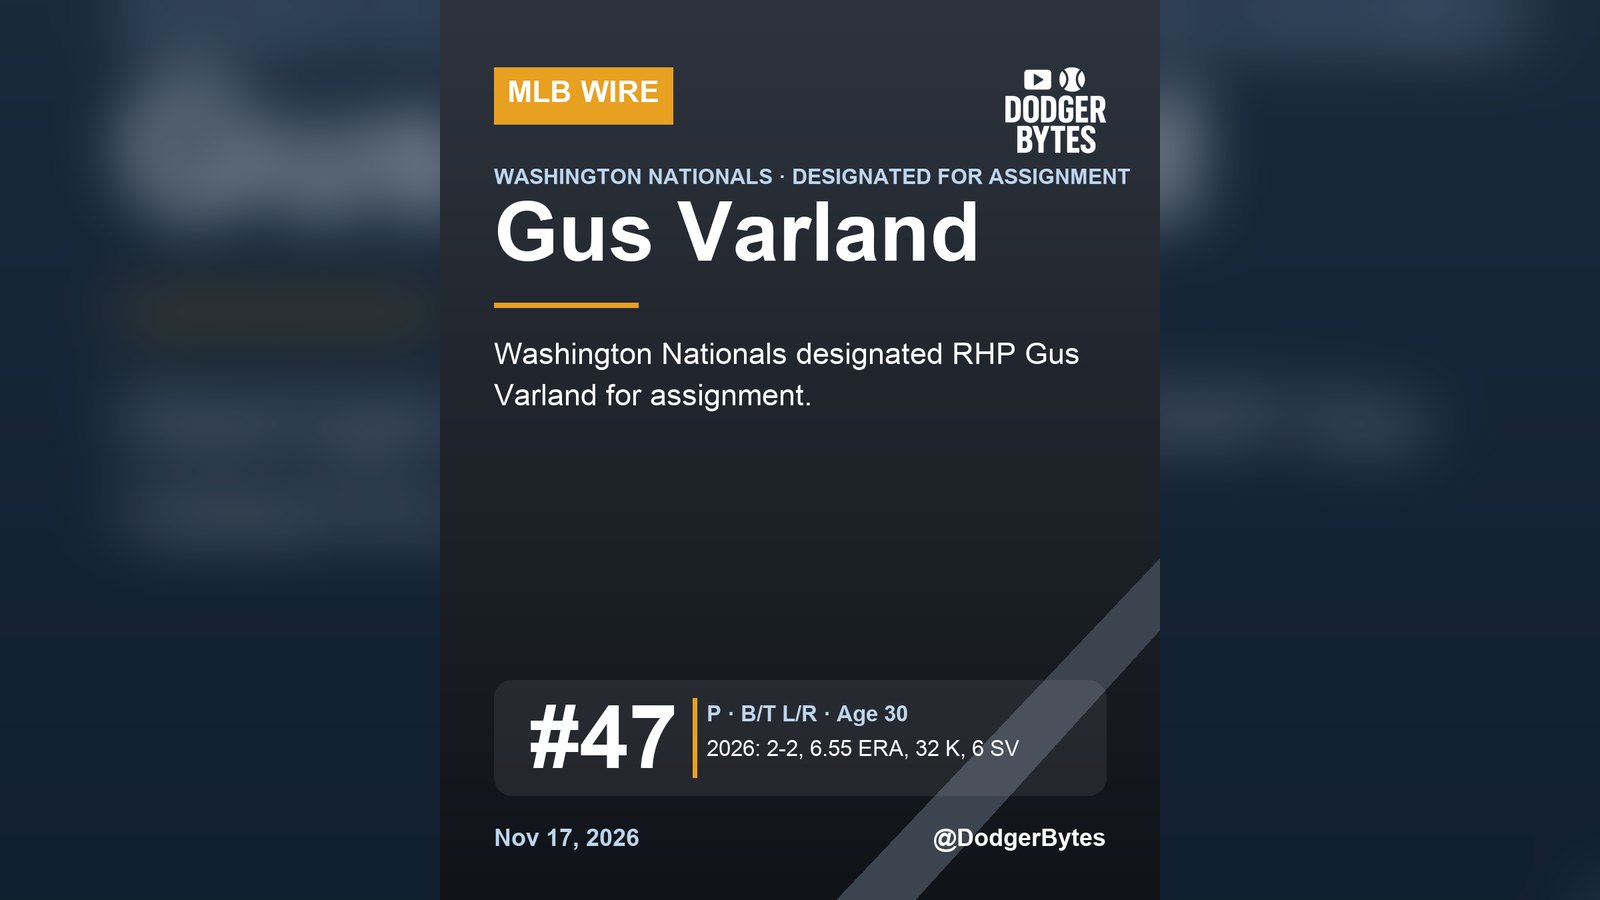 MLB WIRE
DODGER
BYTES
WASHINGTON NATIONALS · DESIGNATED FOR ASSIGNMENT
Gus Varland
Washington Nationals designated RHP Gus
Varland for assignment.
#47
P · B/T L/R · Age 30
2026: 2-2, 6.55 ERA, 32 K, 6 SV
Nov 17, 2026
@DodgerBytes